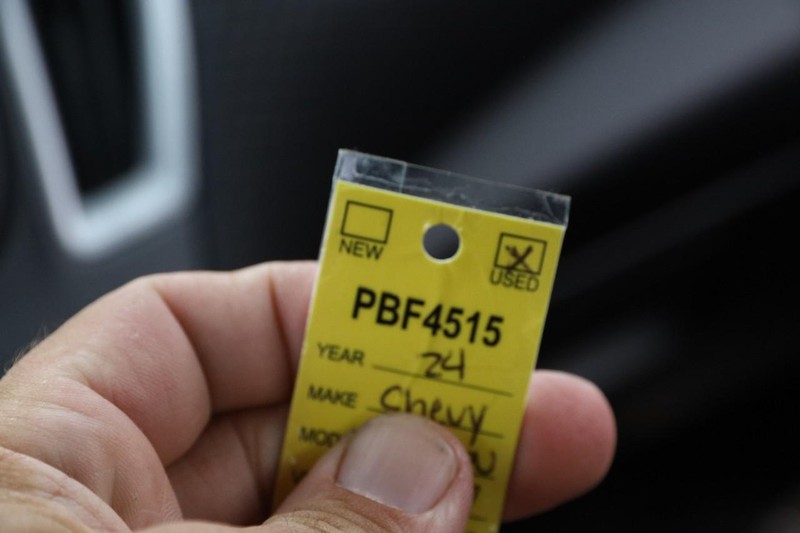 NEW
USED
PBF4515
YEAR 24
MAKE Chevy